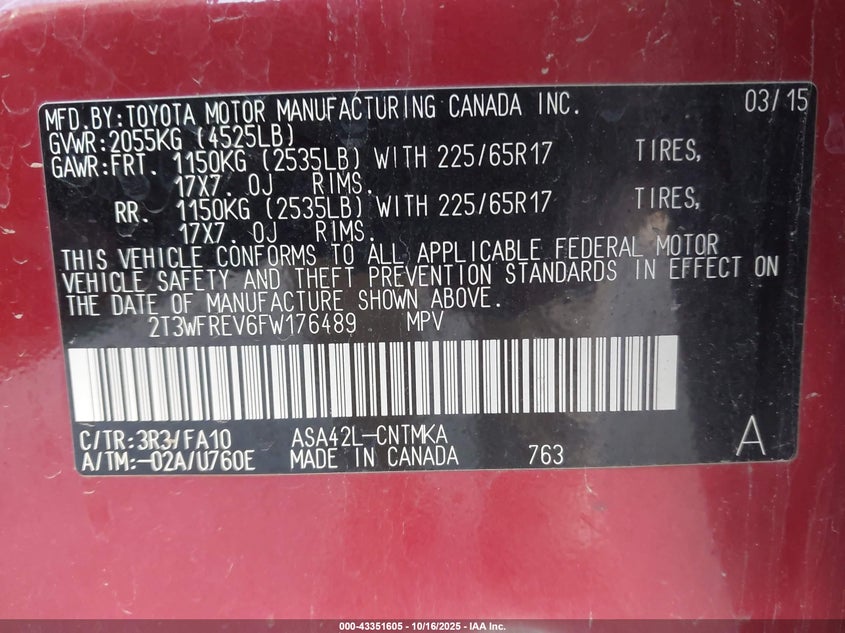 MFD.BY:TOYOTA MOTOR MANUFACTURING CANADA INC. 03/15
GVWR:2055KG (4525LB)
GAWR:FRT. 1150KG (2535LB) WITH 225/65R17 TIRES,
17X7.0J RIMS.
RR. 1150KG (2535LB) WITH 225/65R17 TIRES,
17X7.0J RIMS.
THIS VEHICLE CONFORMS TO ALL APPLICABLE FEDERAL MOTOR
VEHICLE SAFETY AND THEFT PREVENTION STANDARDS IN EFFECT ON
THE DATE OF MANUFACTURE SHOWN ABOVE.
2T3WFREV6FW176489 MPV
C/TR:3R3/FA10 ASA42L-CNTMKA A
A/TM:-02A/U760E MADE IN CANADA 763
000-43351605 - 10/16/2025 - IAA Inc.